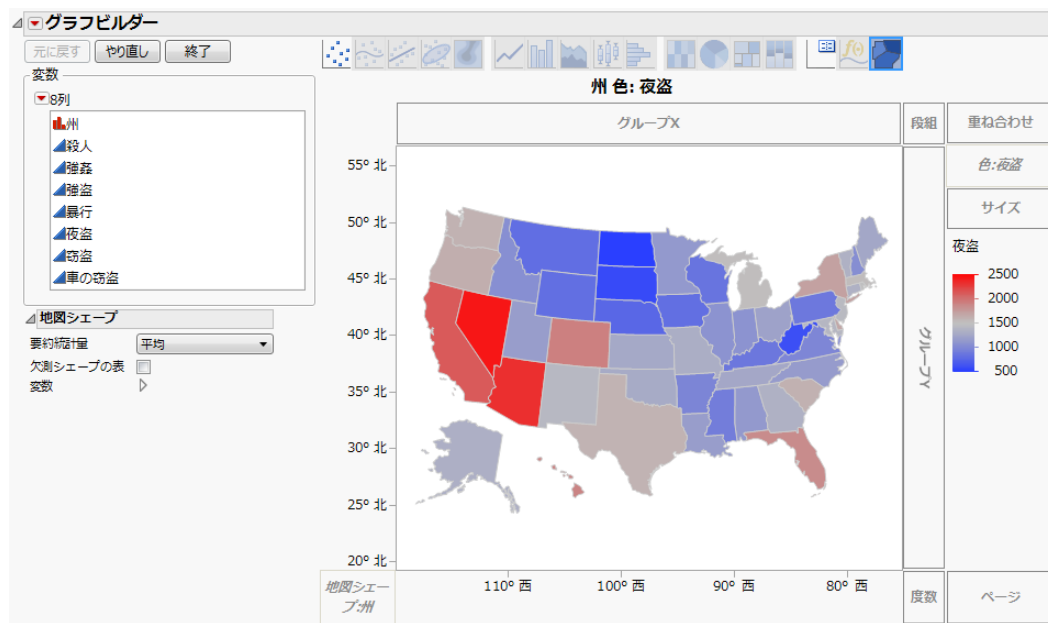 グラフビルダー
元に戻す やり直し 終了
変数
8列
州
殺人
強姦
強盗
暴行
夜盗
窃盗
車の窃盗
地図シェープ
要約統計量 平均
欠測シェープの表
変数
州 色: 夜盗
グループX
段組
重ね合わせ
色:夜盗
サイズ
夜盗
2500
2000
1500
1000
500
55° 北
50° 北
45° 北
40° 北
35° 北
30° 北
25° 北
20° 北
グループY
地図シェー
プ:州
110° 西 100° 西 90° 西 80° 西
度数
ページ